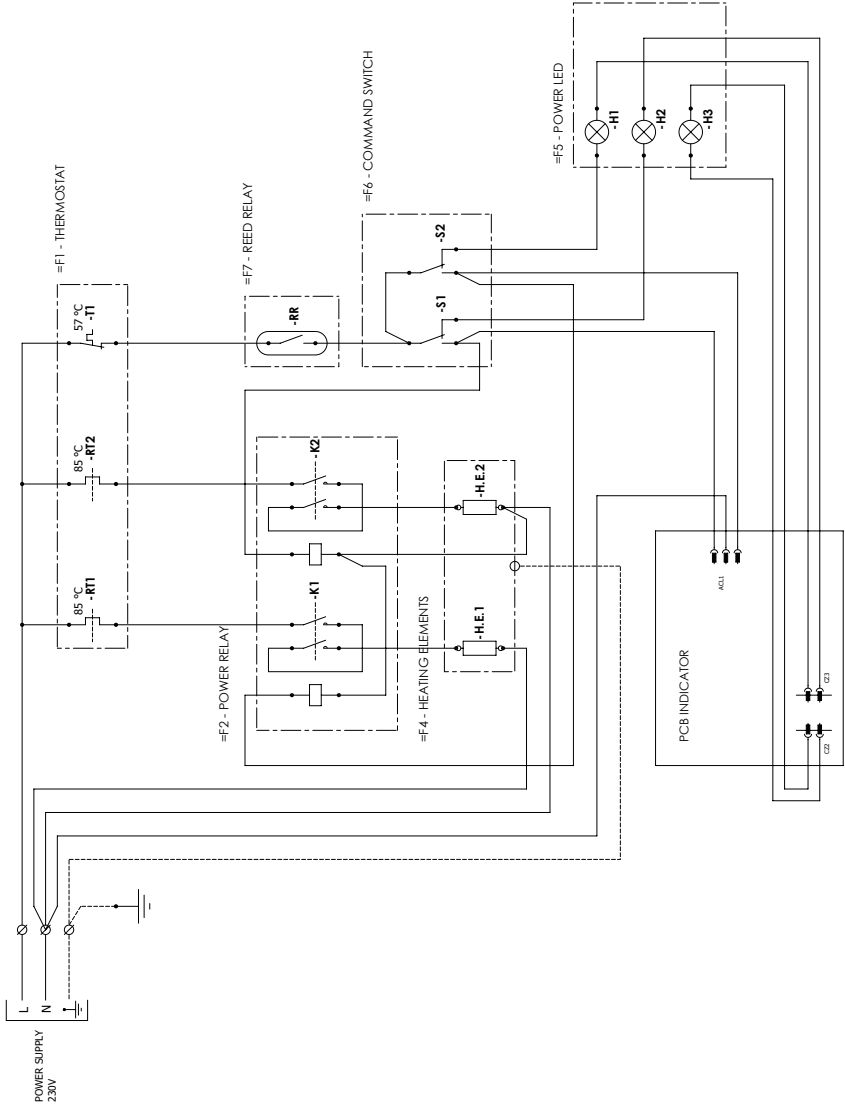 POWER SUPPLY
230V
L
N
=F1 - THERMOSTAT
85 °C
-RT1
85 °C
-RT2
57 °C
-T1
=F2 - POWER RELAY
-K1
-K2
=F7 - REED RELAY
-RR
=F6 - COMMAND SWITCH
-S1
-S2
=F4 - HEATING ELEMENTS
-H.E.1
-H.E.2
=F5 - POWER LED
-H1
-H2
-H3
PCB INDICATOR
ACL1
CZ2
CZ3